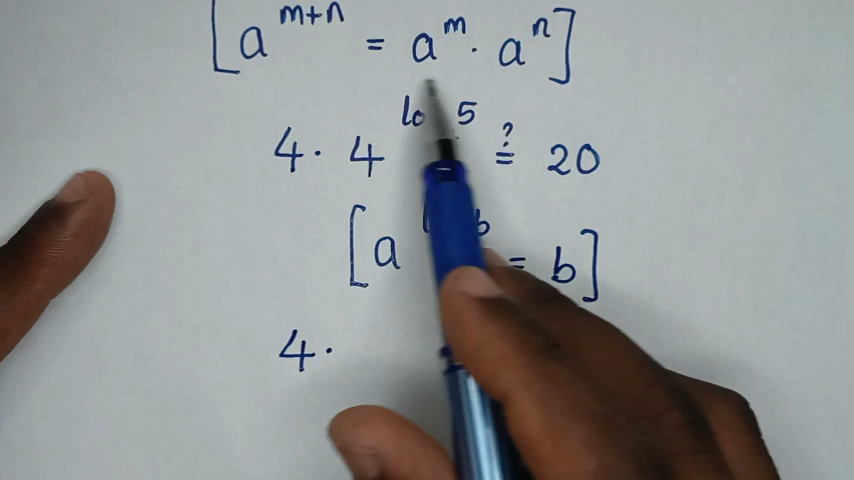 [a^{m+n} = a^m · a^n]
4 · 4^{lo 5} ≟ 20
[a^{ b} = b]
4 ·